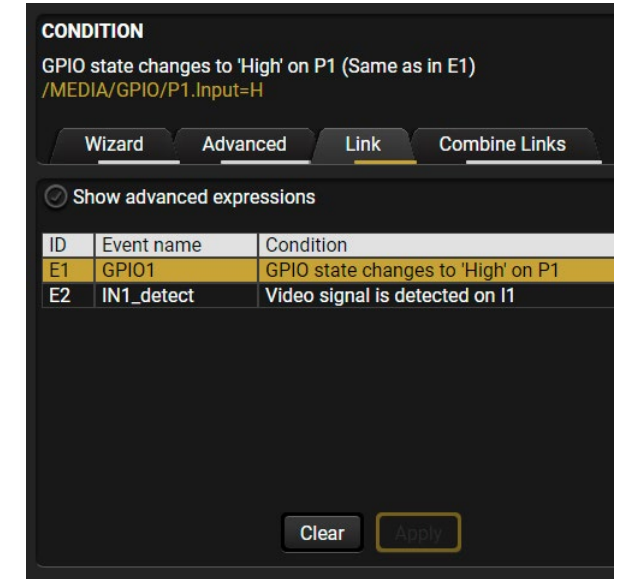 CONDITION
GPIO state changes to 'High' on P1 (Same as in E1)
/MEDIA/GPIO/P1.Input=H
Wizard Advanced Link Combine Links
Show advanced expressions
ID Event name Condition
E1 GPIO1 GPIO state changes to 'High' on P1
E2 IN1_detect Video signal is detected on I1
Clear Apply